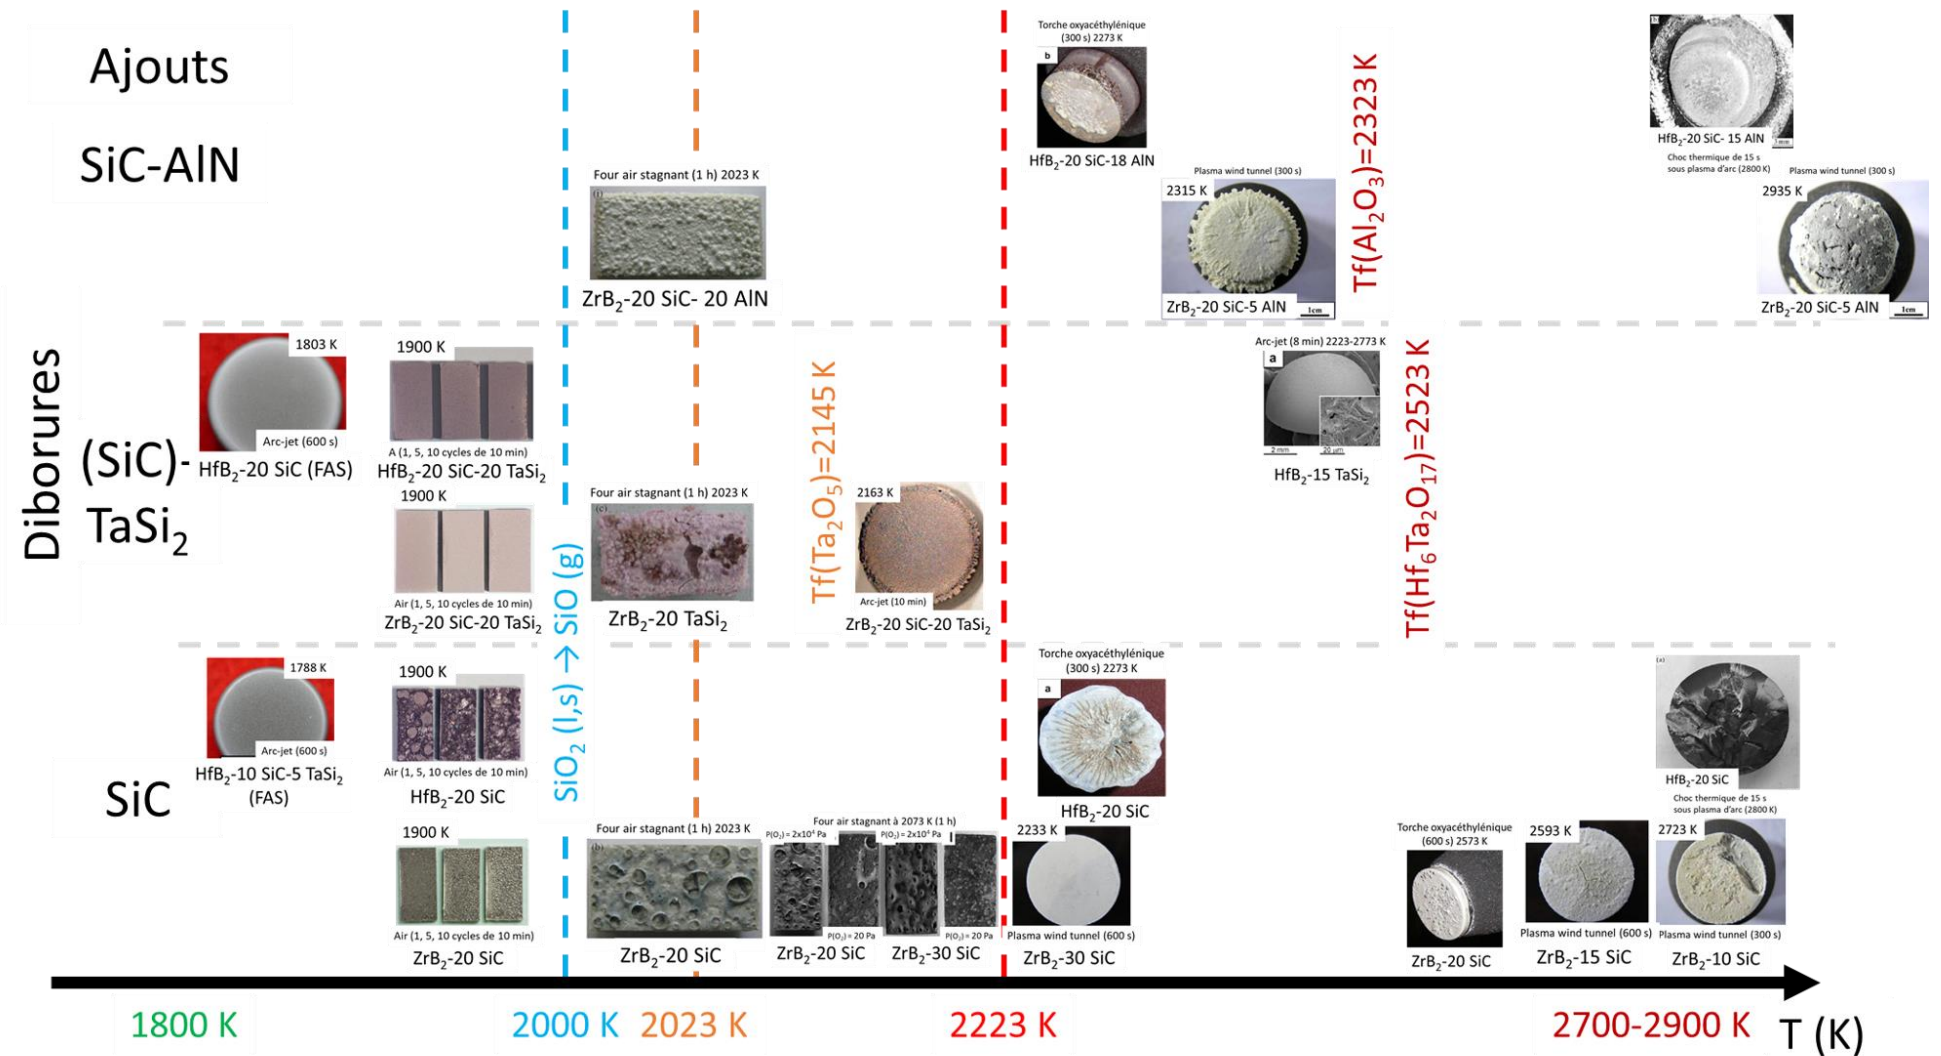 Ajouts
SiC-AlN
Torche oxyacéthylénique
(300 s) 2273 K
b
HfB₂-20 SiC-18 AlN
Four air stagnant (1 h) 2023 K
ZrB₂-20 SiC- 20 AlN
Plasma wind tunnel (300 s)
2315 K
ZrB₂-20 SiC-5 AlN
1cm
Tf(Al₂O₃)=2323 K
HfB₂-20 SiC- 15 AlN
Choc thermique de 15 s
sous plasma d'arc (2800 K)
Plasma wind tunnel (300 s)
2935 K
ZrB₂-20 SiC-5 AlN
1cm
Diborures
(SiC)-
TaSi₂
1803 K
Arc-jet (600 s)
HfB₂-20 SiC (FAS)
1900 K
A (1, 5, 10 cycles de 10 min)
HfB₂-20 SiC-20 TaSi₂
1900 K
Air (1, 5, 10 cycles de 10 min)
ZrB₂-20 SiC-20 TaSi₂
SiO₂ (l,s) → SiO (g)
Four air stagnant (1 h) 2023 K
(c)
ZrB₂-20 TaSi₂
Tf(Ta₂O₅)=2145 K
2163 K
Arc-jet (10 min)
ZrB₂-20 SiC-20 TaSi₂
Arc-jet (8 min) 2223-2773 K
a
2 mm
20 µm
HfB₂-15 TaSi₂
Tf(Hf₆Ta₂O₁₇)=2523 K
SiC
1788 K
Arc-jet (600 s)
HfB₂-10 SiC-5 TaSi₂
(FAS)
1900 K
Air (1, 5, 10 cycles de 10 min)
HfB₂-20 SiC
1900 K
Air (1, 5, 10 cycles de 10 min)
ZrB₂-20 SiC
Four air stagnant (1 h) 2023 K
(b)
ZrB₂-20 SiC
Four air stagnant à 2073 K (1 h)
P(O₂) = 2x10⁴ Pa
P(O₂) = 2x10⁴ Pa
P(O₂) = 20 Pa
P(O₂) = 20 Pa
ZrB₂-20 SiC
ZrB₂-30 SiC
Torche oxyacéthylénique
(300 s) 2273 K
a
HfB₂-20 SiC
2233 K
Plasma wind tunnel (600 s)
ZrB₂-30 SiC
Torche oxyacéthylénique
(600 s) 2573 K
ZrB₂-20 SiC
2593 K
Plasma wind tunnel (600 s)
ZrB₂-15 SiC
HfB₂-20 SiC
Choc thermique de 15 s
sous plasma d'arc (2800 K)
2723 K
Plasma wind tunnel (300 s)
ZrB₂-10 SiC
1800 K
2000 K
2023 K
2223 K
2700-2900 K
T (K)